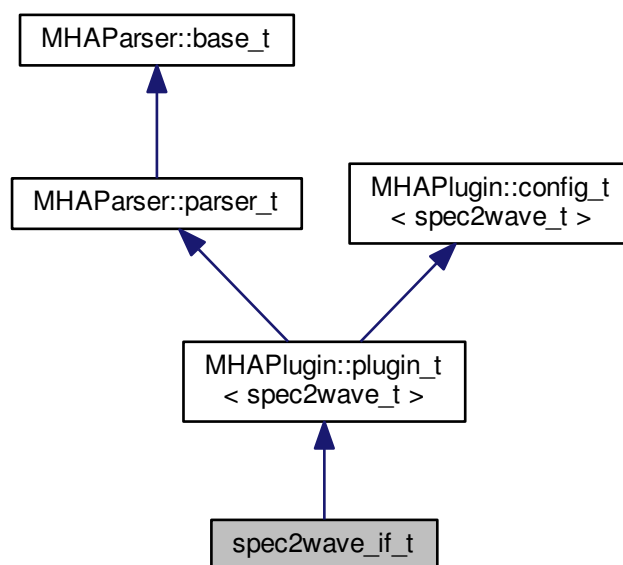 MHAParser::base_t
MHAParser::parser_t
MHAPlugin::config_t
< spec2wave_t >
MHAPlugin::plugin_t
< spec2wave_t >
spec2wave_if_t